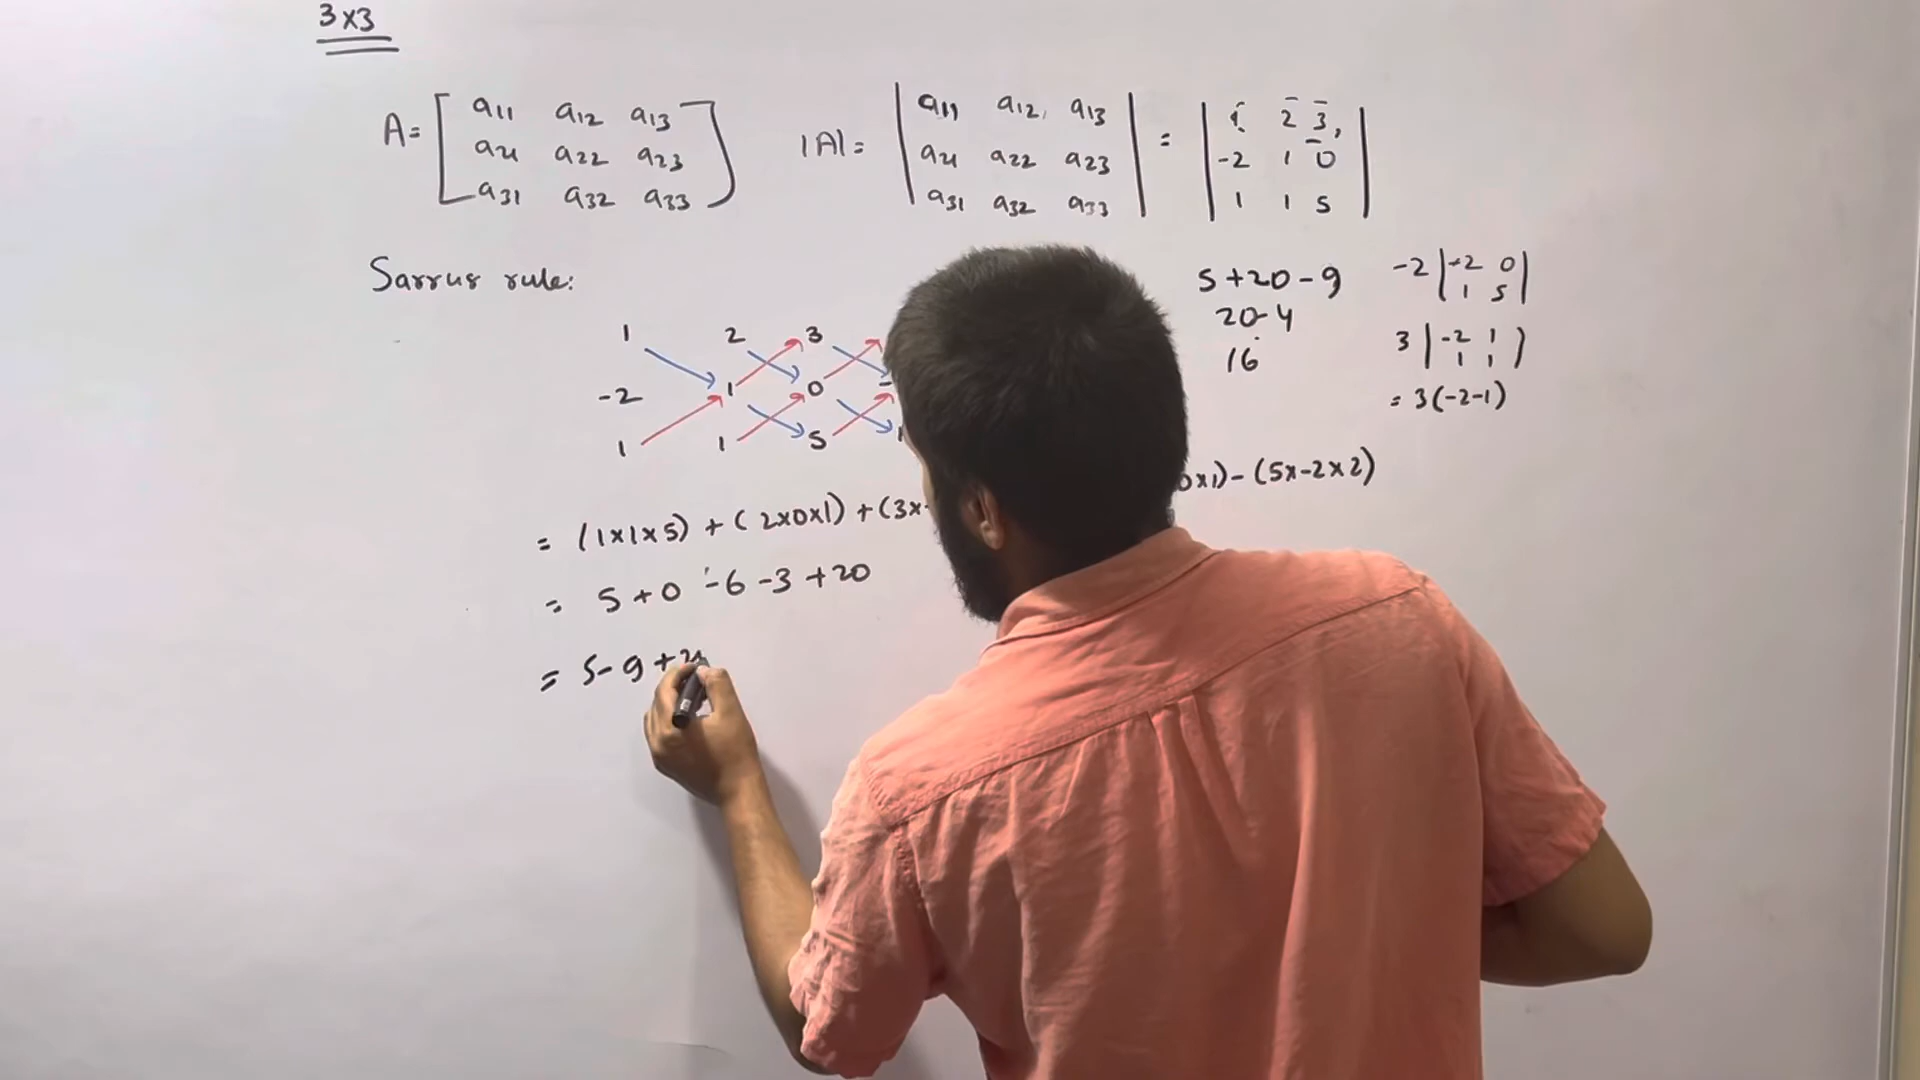 3x3
A = [ a11 a12 a13
a21 a22 a23
a31 a32 a33 ]
|A| = | a11 a12, a13
a21 a22 a23
a31 a32 a33 |
= | 1 2 3,
-2 1 0
1 1 5 |
Sarrus rule:
1 2 3
-2 1 0 -
1 1 5 1
5+20-9
20-4
16
-2 | -2 0
1 5 |
3 | -2 1
1 1 |
= 3(-2-1)
= (1x1x5) + (2x0x1) + (3x- 0x1) - (5x-2x2)
= 5+0 -6 -3 +20
= 5-9+